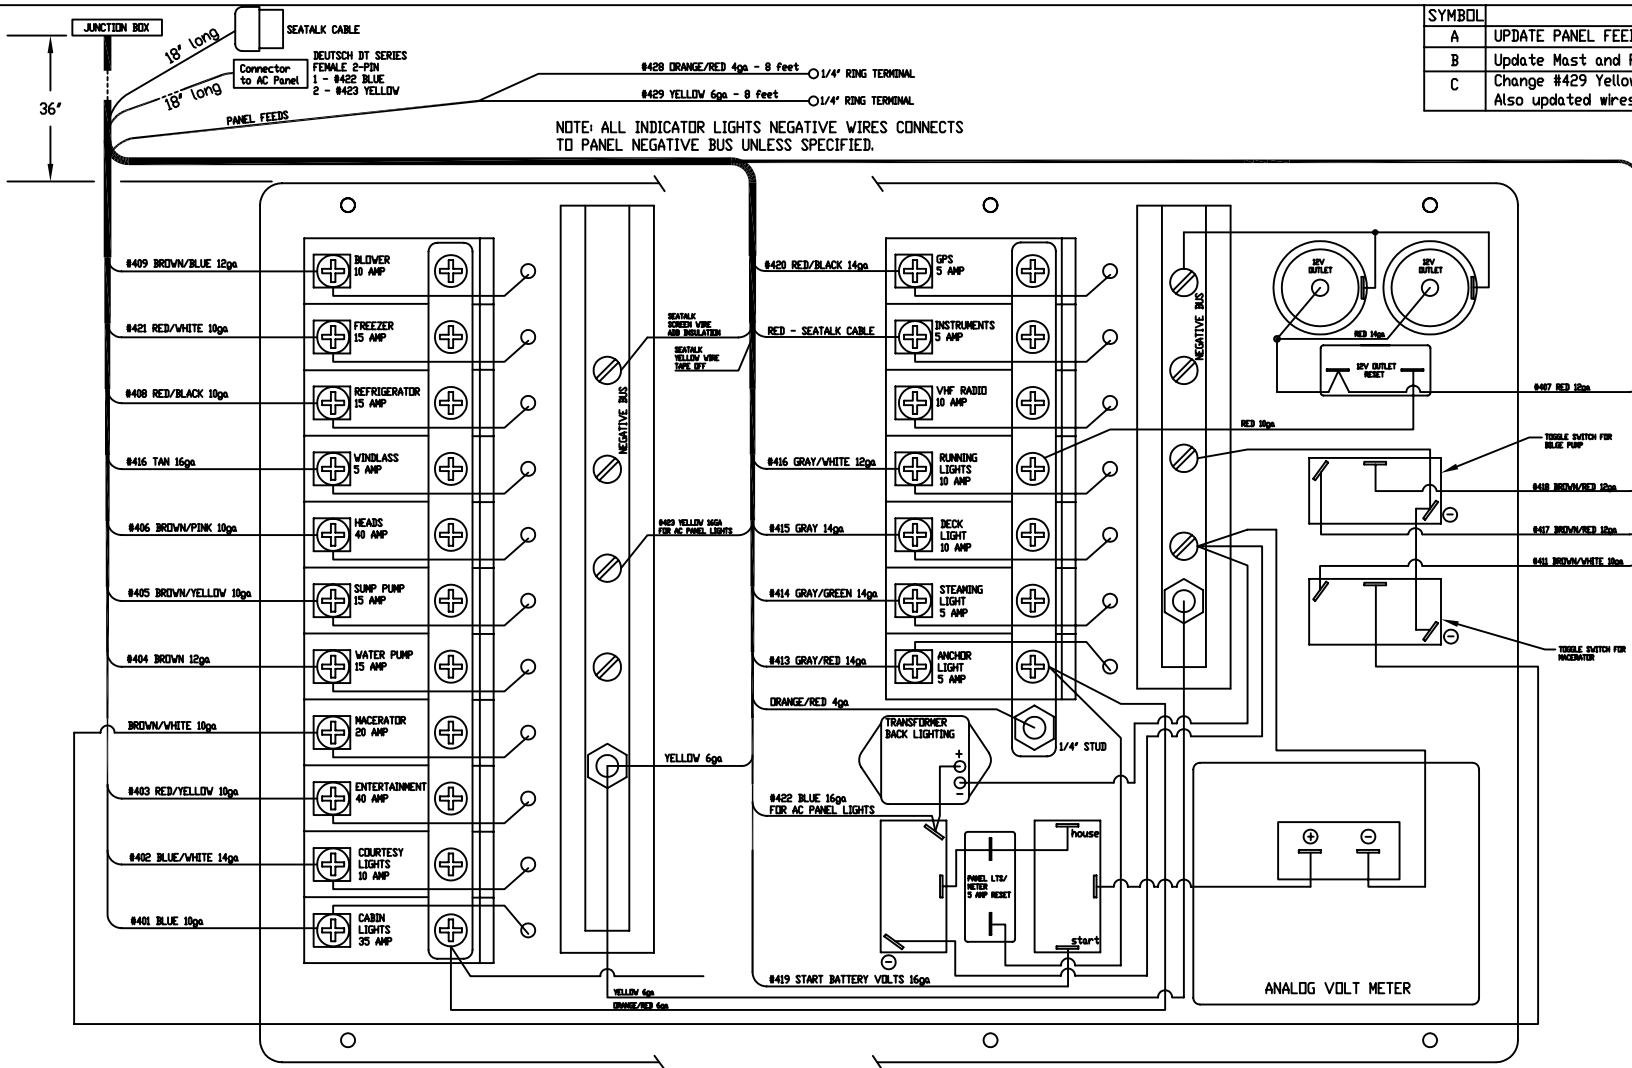 JUNCTION BOX
SEATALK CABLE
18" long
DEUTSCH DT SERIES
FEMALE 2-PIN
1 - #422 BLUE
2 - #423 YELLOW
Connector
to AC Panel
18" long
36"
PANEL FEEDS
#428 ORANGE/RED 4ga - 8 feet
1/4" RING TERMINAL
#429 YELLOW 6ga - 8 feet
1/4" RING TERMINAL
NOTE: ALL INDICATOR LIGHTS NEGATIVE WIRES CONNECTS
TO PANEL NEGATIVE BUS UNLESS SPECIFIED.
SYMBOL
A UPDATE PANEL FEE
B Update Mast and
C Change #429 Yellow
Also updated wires
#409 BROWN/BLUE 12ga
BLOWER
10 AMP
#421 RED/WHITE 10ga
FREEZER
15 AMP
#408 RED/BLACK 10ga
REFRIGERATOR
15 AMP
#416 TAN 16ga
WINDLASS
5 AMP
#406 BROWN/PINK 10ga
HEADS
40 AMP
#405 BROWN/YELLOW 10ga
SUMP PUMP
15 AMP
#404 BROWN 12ga
WATER PUMP
15 AMP
BROWN/WHITE 10ga
MACERATOR
20 AMP
#403 RED/YELLOW 10ga
ENTERTAINMENT
40 AMP
#402 BLUE/WHITE 14ga
COURTESY
LIGHTS
10 AMP
#401 BLUE 10ga
CABIN
LIGHTS
35 AMP
NEGATIVE BUS
SEATALK
SCREEN WIRE
ADD INSULATION
SEATALK
YELLOW WIRE
TAPE OFF
#423 YELLOW 16GA
FOR AC PANEL LIGHTS
YELLOW 6ga
YELLOW 6ga
ORANGE/RED 6ga
#420 RED/BLACK 14ga
GPS
5 AMP
RED - SEATALK CABLE
INSTRUMENTS
5 AMP
VHF RADIO
10 AMP
#416 GRAY/WHITE 12ga
RUNNING
LIGHTS
10 AMP
#415 GRAY 14ga
DECK
LIGHT
10 AMP
#414 GRAY/GREEN 14ga
STEAMING
LIGHT
5 AMP
#413 GRAY/RED 14ga
ANCHOR
LIGHT
5 AMP
ORANGE/RED 4ga
1/4" STUD
TRANSFORMER
BACK LIGHTING
+
-
#422 BLUE 16ga
FOR AC PANEL LIGHTS
PANEL LTS/
METER
5 AMP RESET
house
start
#419 START BATTERY VOLTS 16ga
NEGATIVE BUS
12V
OUTLET
12V
OUTLET
RED 14ga
12V OUTLET
RESET
RED 10ga
#407 RED 12ga
TOGGLE SWITCH FOR
BILGE PUMP
#418 BROWN/RED 12ga
#417 BROWN/RED 12ga
#411 BROWN/WHITE 10ga
TOGGLE SWITCH FOR
MACERATOR
+ -
ANALOG VOLT METER